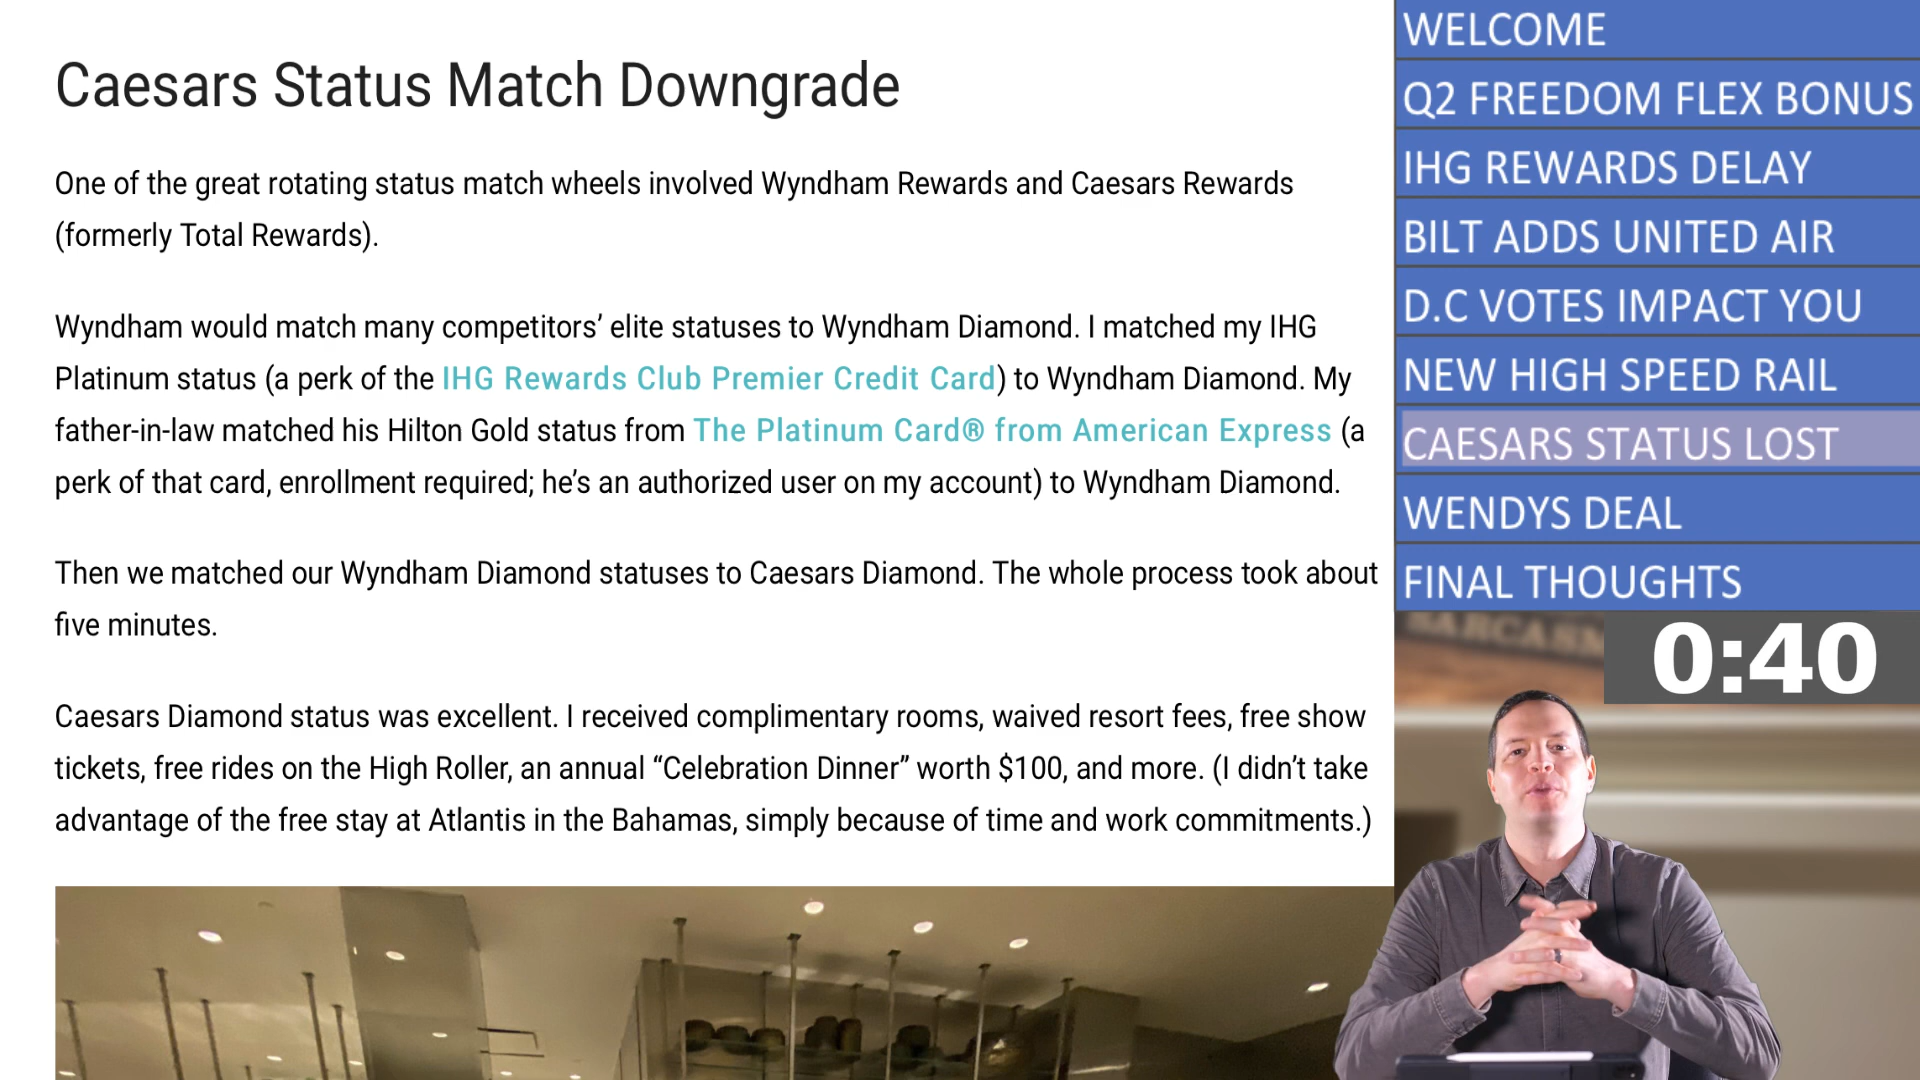 Caesars Status Match Downgrade
One of the great rotating status match wheels involved Wyndham Rewards and Caesars Rewards
(formerly Total Rewards).
Wyndham would match many competitors’ elite statuses to Wyndham Diamond. I matched my IHG
Platinum status (a perk of the IHG Rewards Club Premier Credit Card) to Wyndham Diamond. My
father-in-law matched his Hilton Gold status from The Platinum Card® from American Express (a
perk of that card, enrollment required; he’s an authorized user on my account) to Wyndham Diamond.
Then we matched our Wyndham Diamond statuses to Caesars Diamond. The whole process took about
five minutes.
Caesars Diamond status was excellent. I received complimentary rooms, waived resort fees, free show
tickets, free rides on the High Roller, an annual “Celebration Dinner” worth $100, and more. (I didn’t take
advantage of the free stay at Atlantis in the Bahamas, simply because of time and work commitments.)
WELCOME
Q2 FREEDOM FLEX BONUS
IHG REWARDS DELAY
BILT ADDS UNITED AIR
D.C VOTES IMPACT YOU
NEW HIGH SPEED RAIL
CAESARS STATUS LOST
WENDYS DEAL
FINAL THOUGHTS
SARCASM
0:40